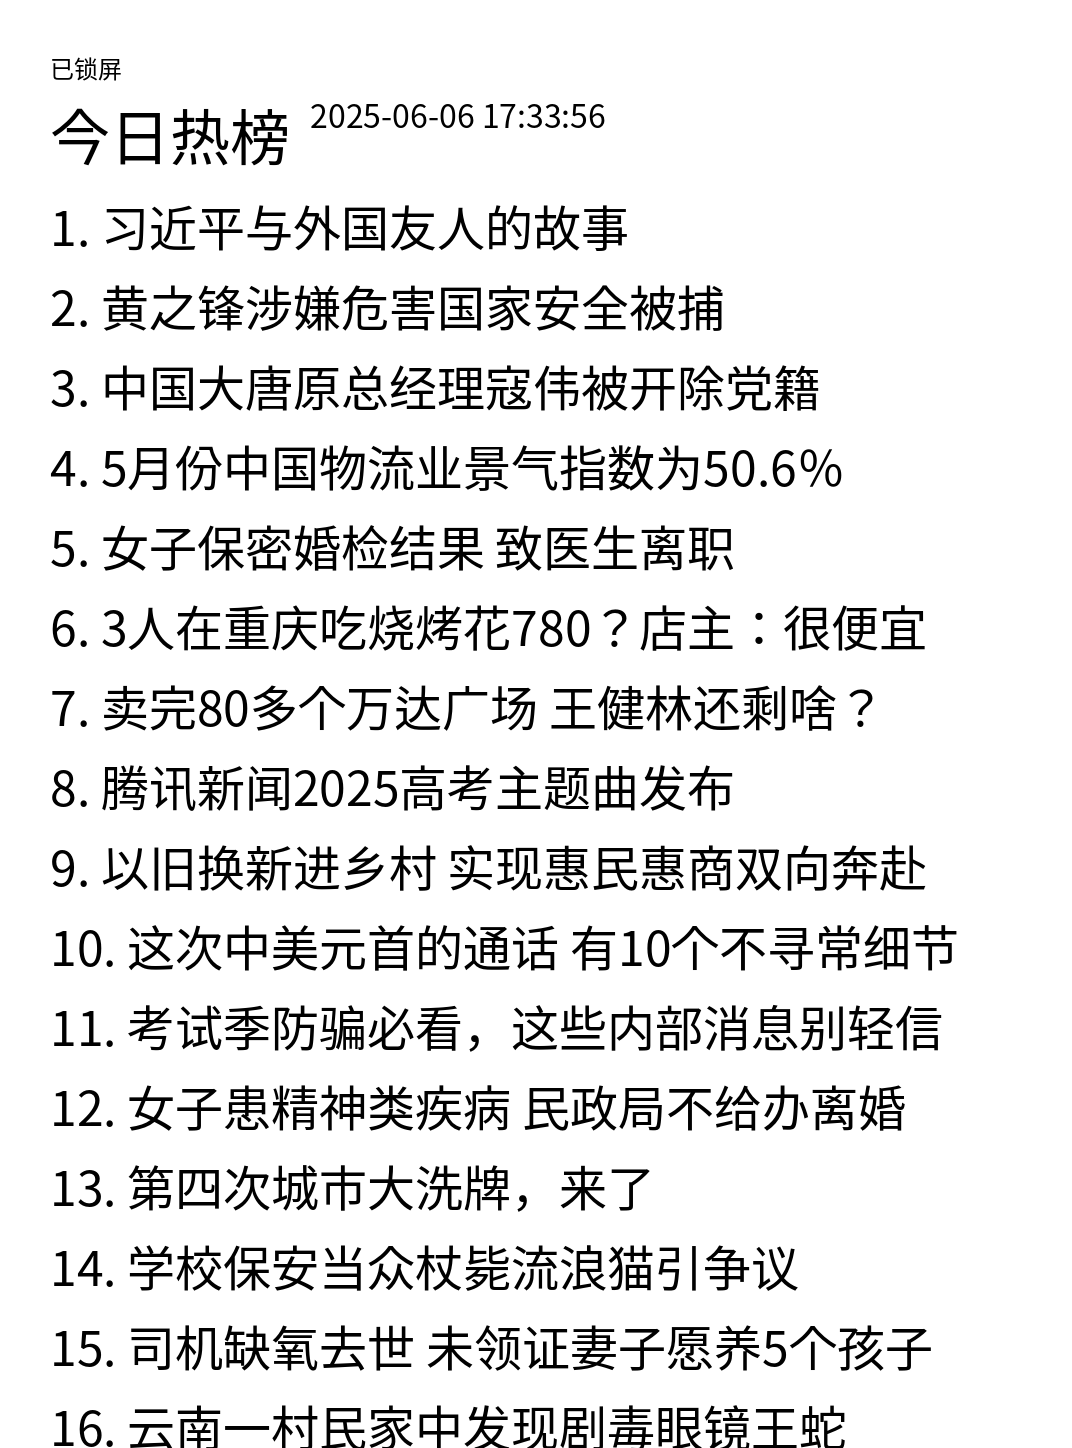 已锁屏
今日热榜 2025-06-06 17:33:56
1. 习近平与外国友人的故事
2. 黄之锋涉嫌危害国家安全被捕
3. 中国大唐原总经理寇伟被开除党籍
4. 5月份中国物流业景气指数为50.6%
5. 女子保密婚检结果 致医生离职
6. 3人在重庆吃烧烤花780？店主：很便宜
7. 卖完80多个万达广场 王健林还剩啥？
8. 腾讯新闻2025高考主题曲发布
9. 以旧换新进乡村 实现惠民惠商双向奔赴
10. 这次中美元首的通话 有10个不寻常细节
11. 考试季防骗必看，这些内部消息别轻信
12. 女子患精神类疾病 民政局不给办离婚
13. 第四次城市大洗牌，来了
14. 学校保安当众杖毙流浪猫引争议
15. 司机缺氧去世 未领证妻子愿养5个孩子
16. 云南一村民家中发现剧毒眼镜王蛇